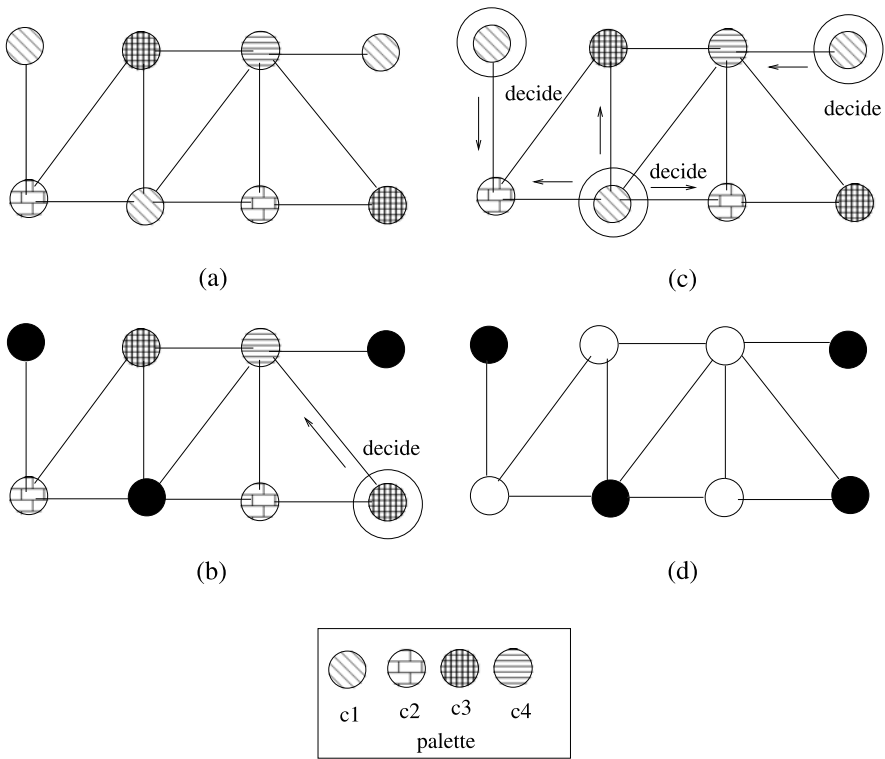 decide
decide
decide
(a)
(c)
decide
(b)
(d)
c1 c2 c3 c4
palette